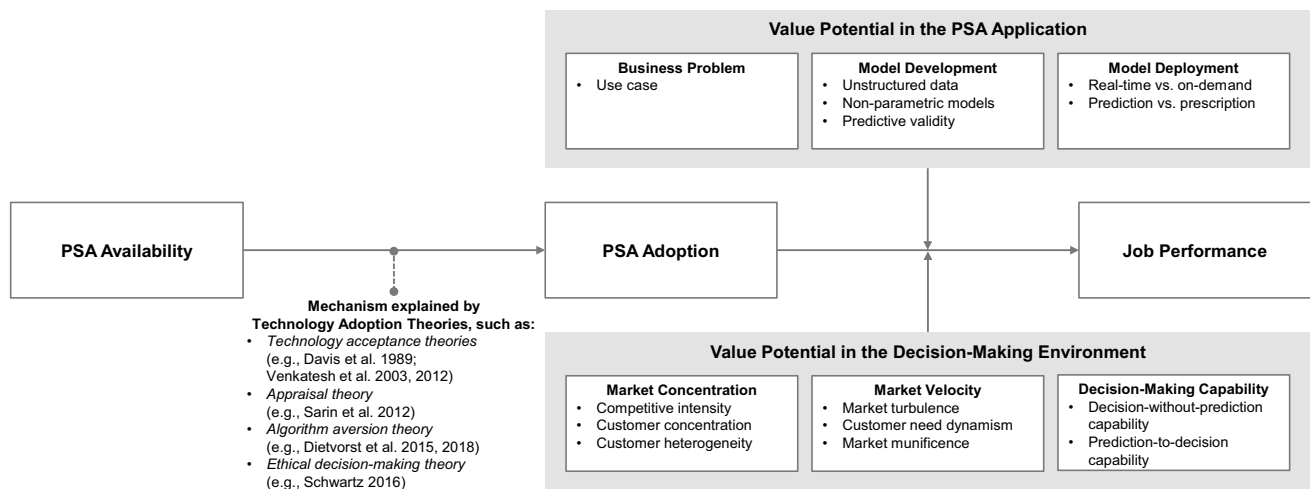 Value Potential in the PSA Application
Business Problem
• Use case
Model Development
• Unstructured data
• Non-parametric models
• Predictive validity
Model Deployment
• Real-time vs. on-demand
• Prediction vs. prescription
PSA Availability
PSA Adoption
Job Performance
Mechanism explained by
Technology Adoption Theories, such as:
• Technology acceptance theories
(e.g., Davis et al. 1989;
Venkatesh et al. 2003, 2012)
• Appraisal theory
(e.g., Sarin et al. 2012)
• Algorithm aversion theory
(e.g., Dietvorst et al. 2015, 2018)
• Ethical decision-making theory
(e.g., Schwartz 2016)
Value Potential in the Decision-Making Environment
Market Concentration
• Competitive intensity
• Customer concentration
• Customer heterogeneity
Market Velocity
• Market turbulence
• Customer need dynamism
• Market munificence
Decision-Making Capability
• Decision-without-prediction
capability
• Prediction-to-decision
capability